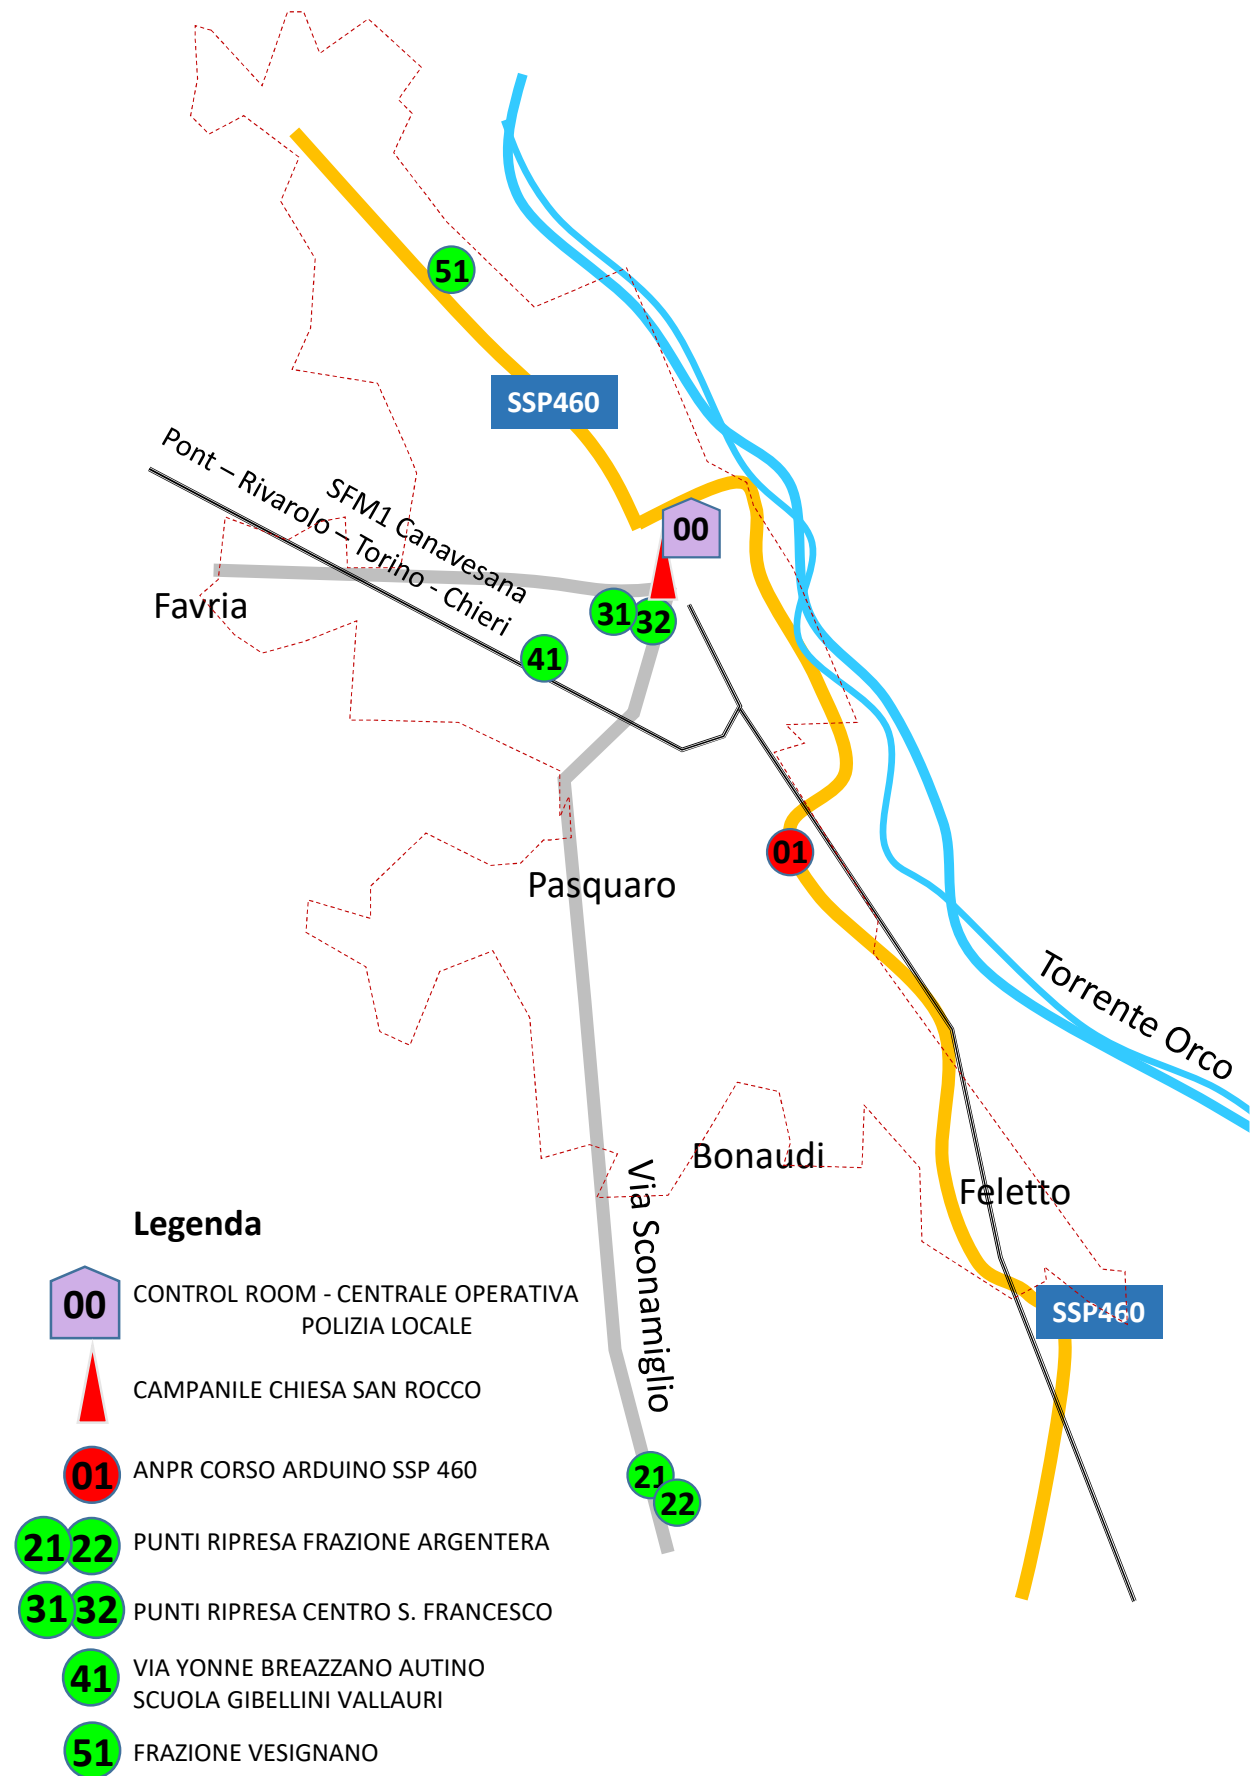 51
SSP460
Pont – Rivarolo – Torino - Chieri
SFM1 Canavesana
00
Favria
31
32
41
01
Pasquaro
Torrente Orco
Bonaudi
Via Sconamiglio
Feletto
SSP460
21
22
Legenda
00 CONTROL ROOM - CENTRALE OPERATIVA
POLIZIA LOCALE
CAMPANILE CHIESA SAN ROCCO
01 ANPR CORSO ARDUINO SSP 460
21 22 PUNTI RIPRESA FRAZIONE ARGENTERA
31 32 PUNTI RIPRESA CENTRO S. FRANCESCO
41 VIA YONNE BREAZZANO AUTINO
SCUOLA GIBELLINI VALLAURI
51 FRAZIONE VESIGNANO